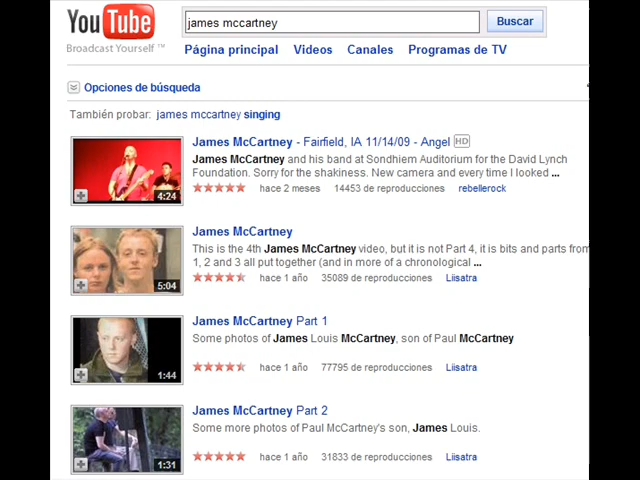 YouTube
Broadcast Yourself™
james mccartney
Buscar
Página principal Videos Canales Programas de TV
Opciones de búsqueda
También probar: james mccartney singing
James McCartney - Fairfield, IA 11/14/09 - Angel HD
James McCartney and his band at Sondhiem Auditorium for the David Lynch
Foundation. Sorry for the shakiness. New camera and every time I looked ...
4:24
hace 2 meses 14453 de reproducciones rebellerock
James McCartney
This is the 4th James McCartney video, but it is not Part 4, it is bits and parts from
1, 2 and 3 all put together (and in more of a chronological ...
5:04
hace 1 año 35089 de reproducciones Liisatra
James McCartney Part 1
Some photos of James Louis McCartney, son of Paul McCartney
1:44
hace 1 año 77795 de reproducciones Liisatra
James McCartney Part 2
Some more photos of Paul McCartney's son, James Louis.
1:31
hace 1 año 31833 de reproducciones Liisatra